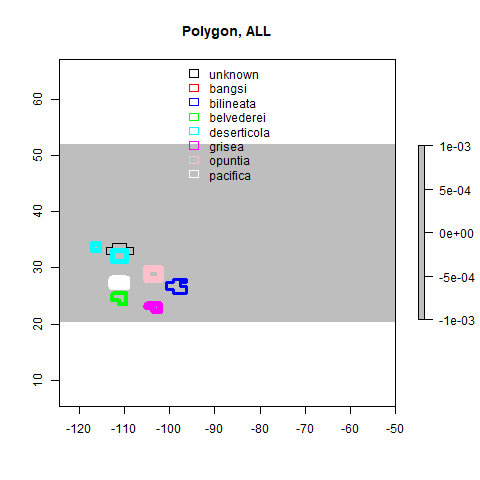 Polygon, ALL
unknown
bangsi
bilineata
belvederei
deserticola
grisea
opuntia
pacifica
60
50
40
30
20
10
1e-03
5e-04
0e+00
-5e-04
-1e-03
-120 -110 -100 -90 -80 -70 -60 -50